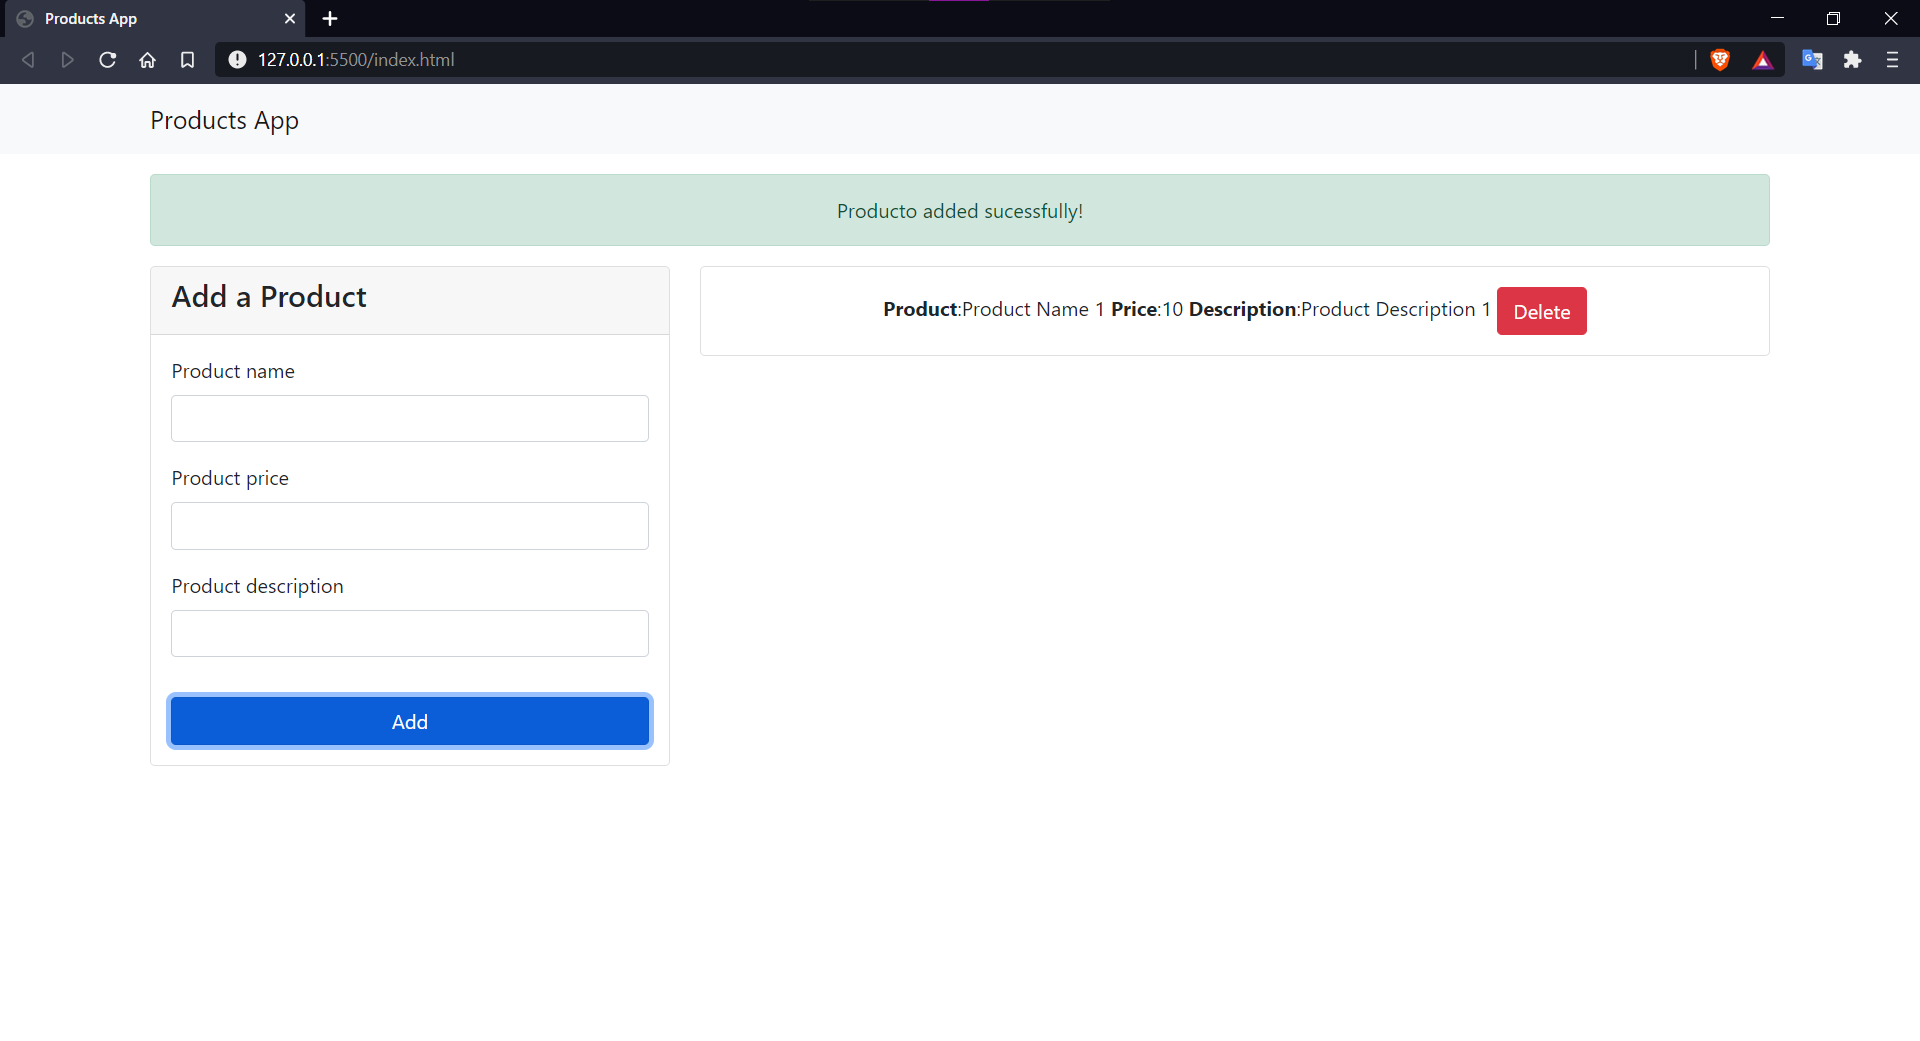 Products App
127.0.0.1:5500/index.html
Products App
Producto added sucessfully!
Add a Product
Product name
Product price
Product description
Add
Product:Product Name 1 Price:10 Description:Product Description 1 Delete